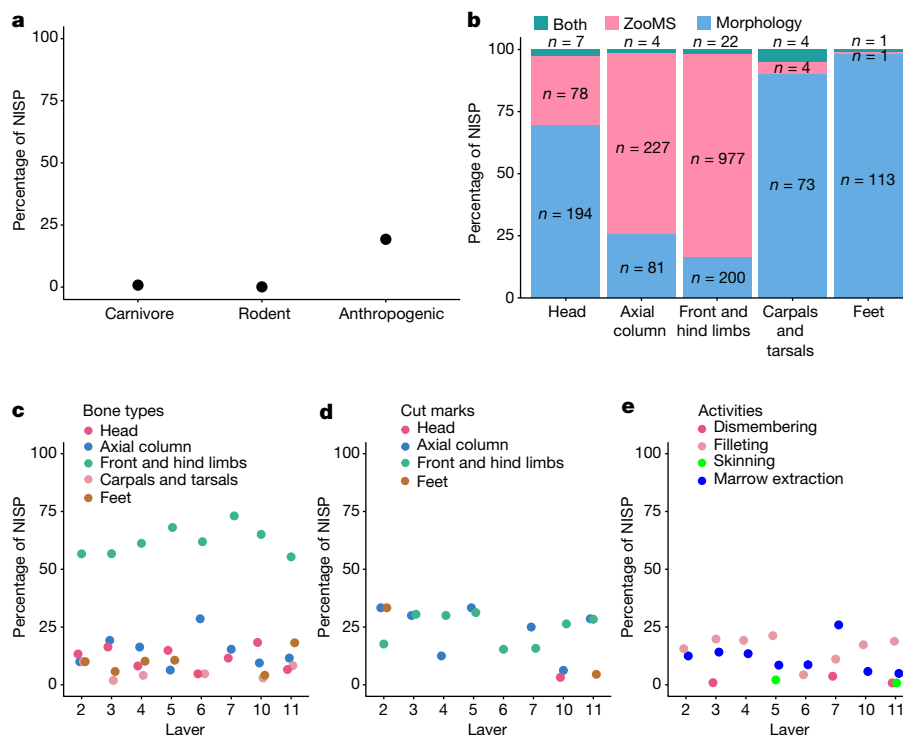 a
100
75
50
25
0
Percentage of NISP
Carnivore
Rodent
Anthropogenic
b
Both
ZooMS
Morphology
n = 7
n = 4
n = 22
n = 4
n = 1
100
75
50
25
0
Percentage of NISP
n = 78
n = 227
n = 977
n = 4
n = 1
n = 194
n = 81
n = 200
n = 73
n = 113
Head
Axial column
Front and hind limbs
Carpals and tarsals
Feet
c
Bone types
Head
Axial column
Front and hind limbs
Carpals and tarsals
Feet
100
75
50
25
0
Percentage of NISP
2 3 4 5 6 7 10 11
Layer
d
Cut marks
Head
Axial column
Front and hind limbs
Feet
100
75
50
25
0
Percentage of NISP
2 3 4 5 6 7 10 11
Layer
e
Activities
Dismembering
Filleting
Skinning
Marrow extraction
100
75
50
25
0
Percentage of NISP
2 3 4 5 6 7 10 11
Layer